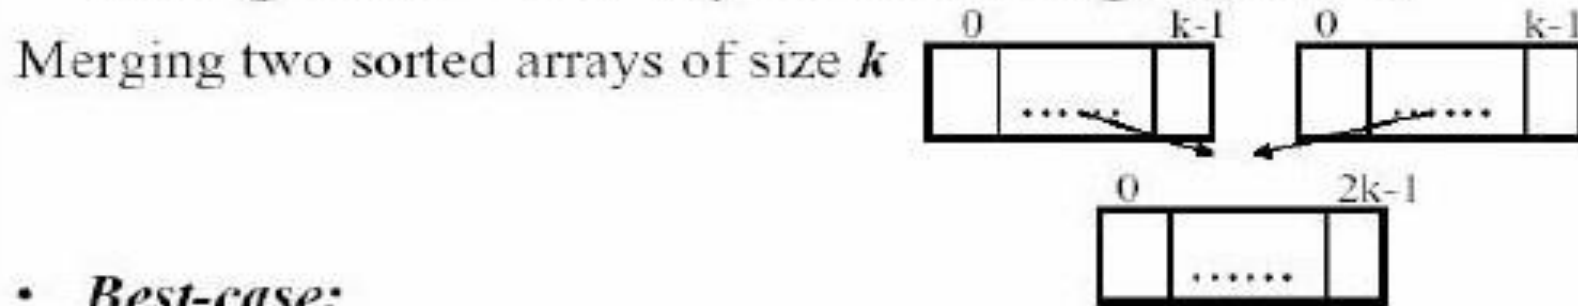 0 k-1 0 k-1
Merging two sorted arrays of size k
......
......
0 2k-1
......
• Best-case: